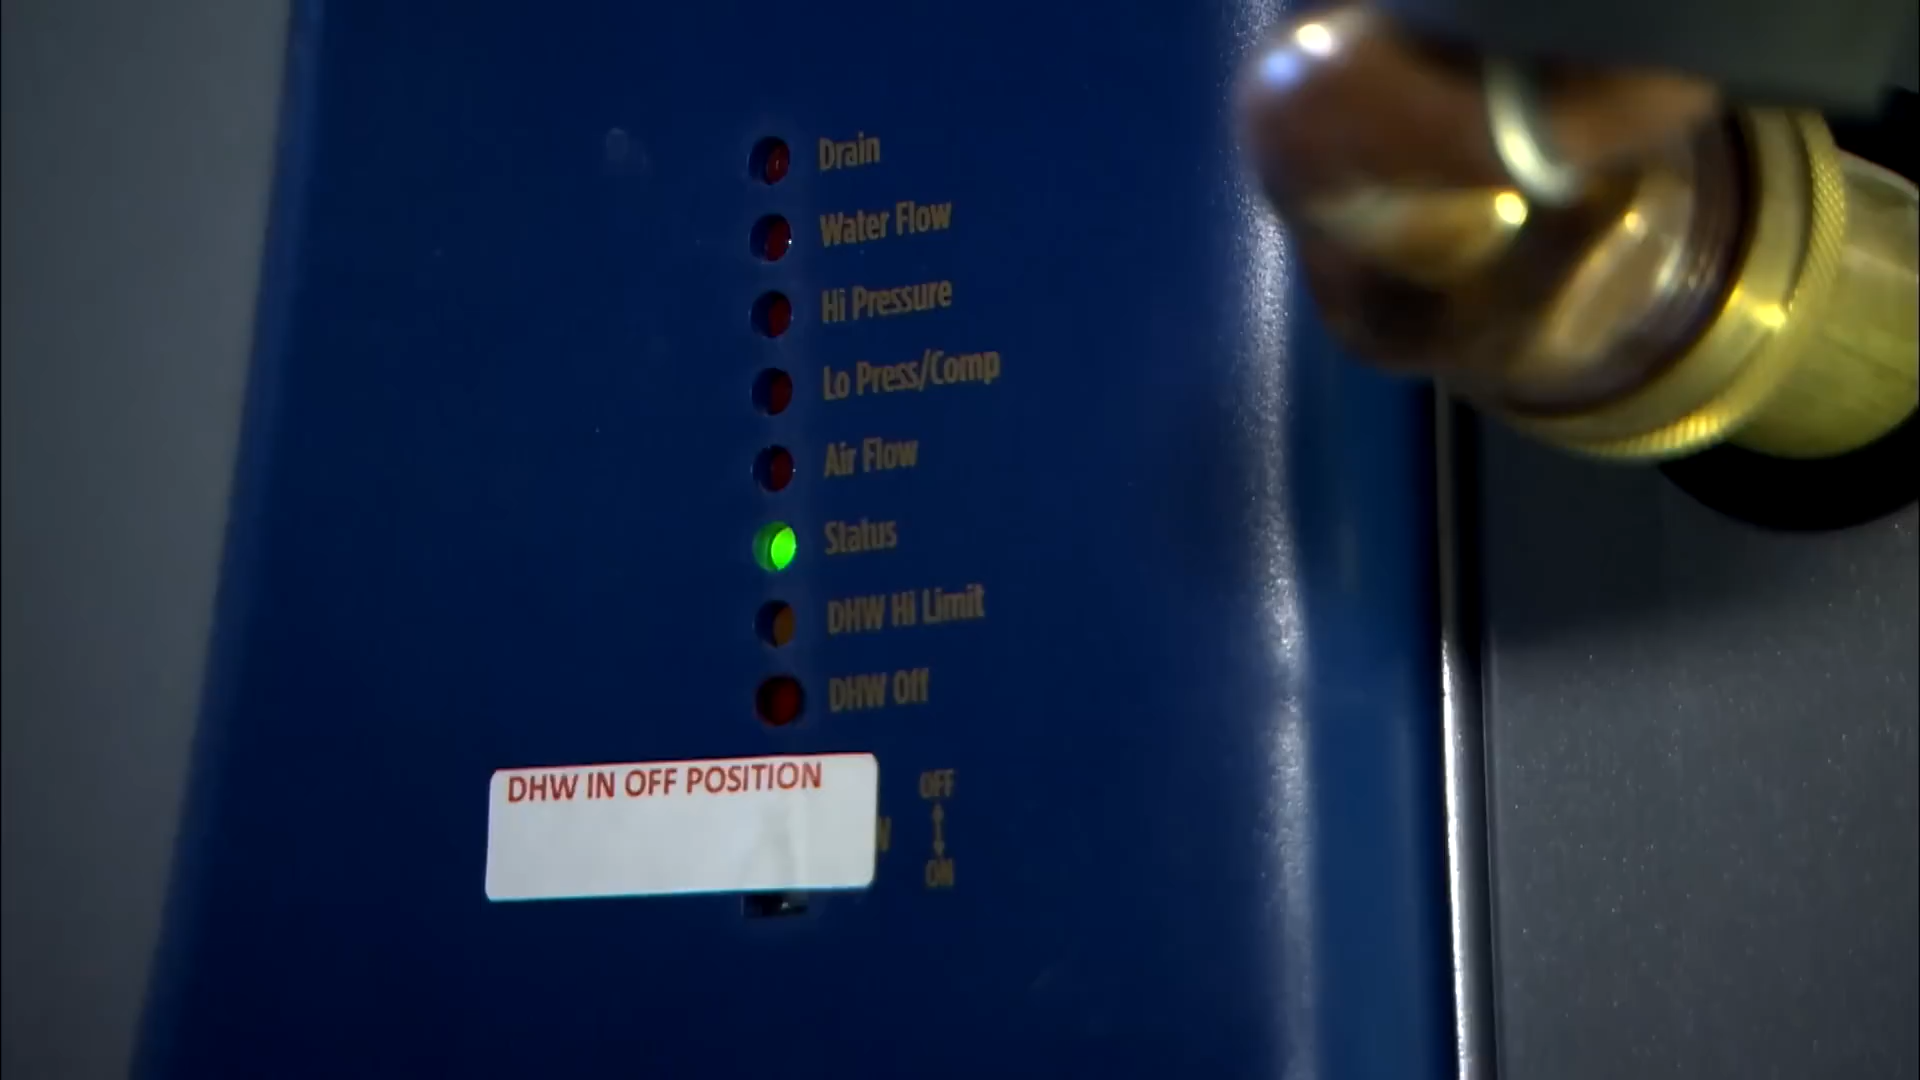 Drain
Water Flow
Hi Pressure
Lo Press/Comp
Air Flow
Status
DHW Hi Limit
DHW Off
DHW IN OFF POSITION
OFF
ON